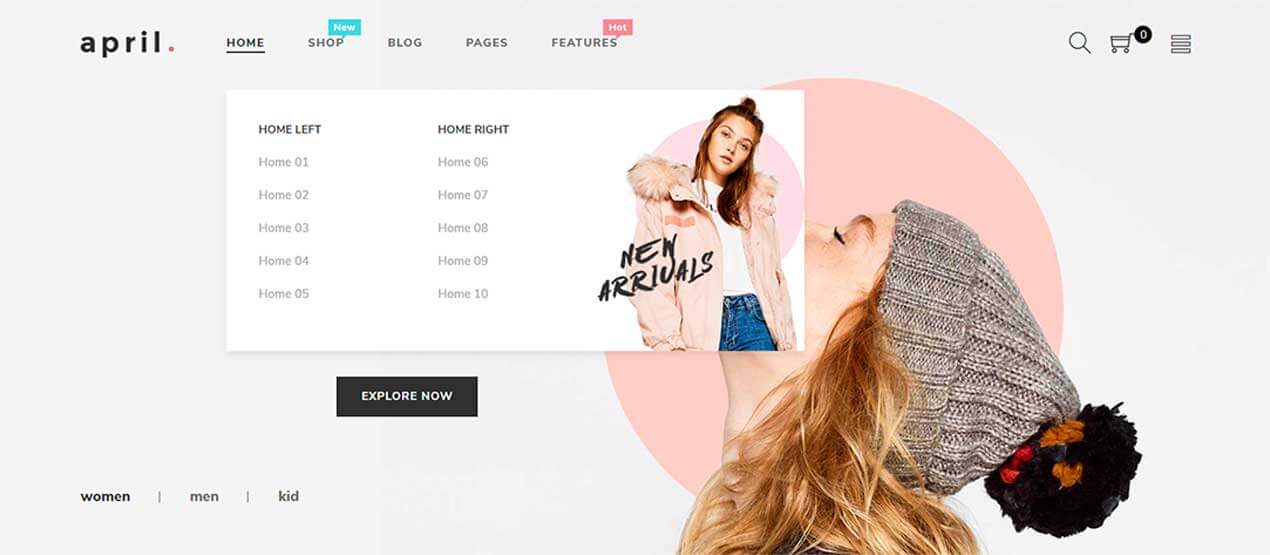 april.
HOME
SHOP
New
BLOG
PAGES
FEATURES
Hot
0
HOME LEFT
Home 01
Home 02
Home 03
Home 04
Home 05
HOME RIGHT
Home 06
Home 07
Home 08
Home 09
Home 10
NEW
ARRIVALS
EXPLORE NOW
women | men | kid